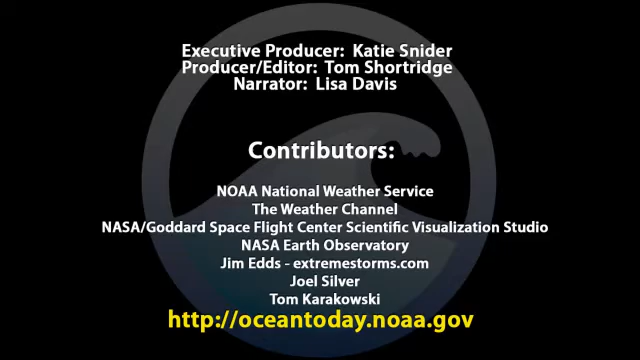 Executive Producer: Katie Snider
Producer/Editor: Tom Shortridge
Narrator: Lisa Davis
Contributors:
NOAA National Weather Service
The Weather Channel
NASA/Goddard Space Flight Center Scientific Visualization Studio
NASA Earth Observatory
Jim Edds - extremestorms.com
Joel Silver
Tom Karakowski
http://oceantoday.noaa.gov